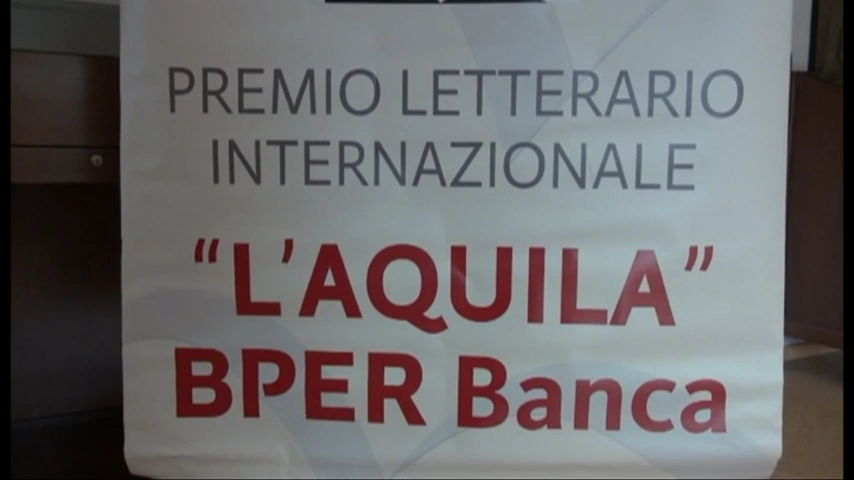 PREMIO LETTERARIO
INTERNAZIONALE
“L’AQUILA”
BPER Banca